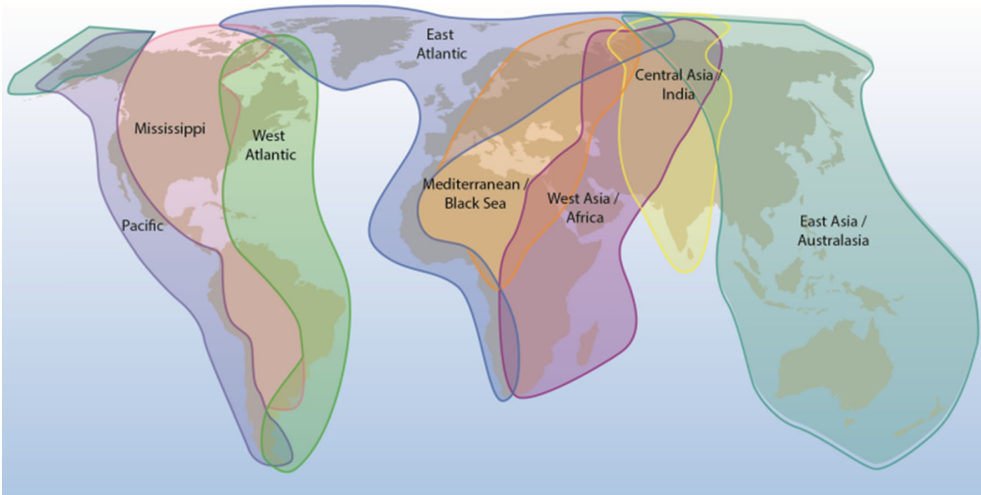 East
Atlantic
Central Asia /
India
Mississippi
West
Atlantic
Mediterranean /
Black Sea
West Asia /
Africa
Pacific
East Asia /
Australasia